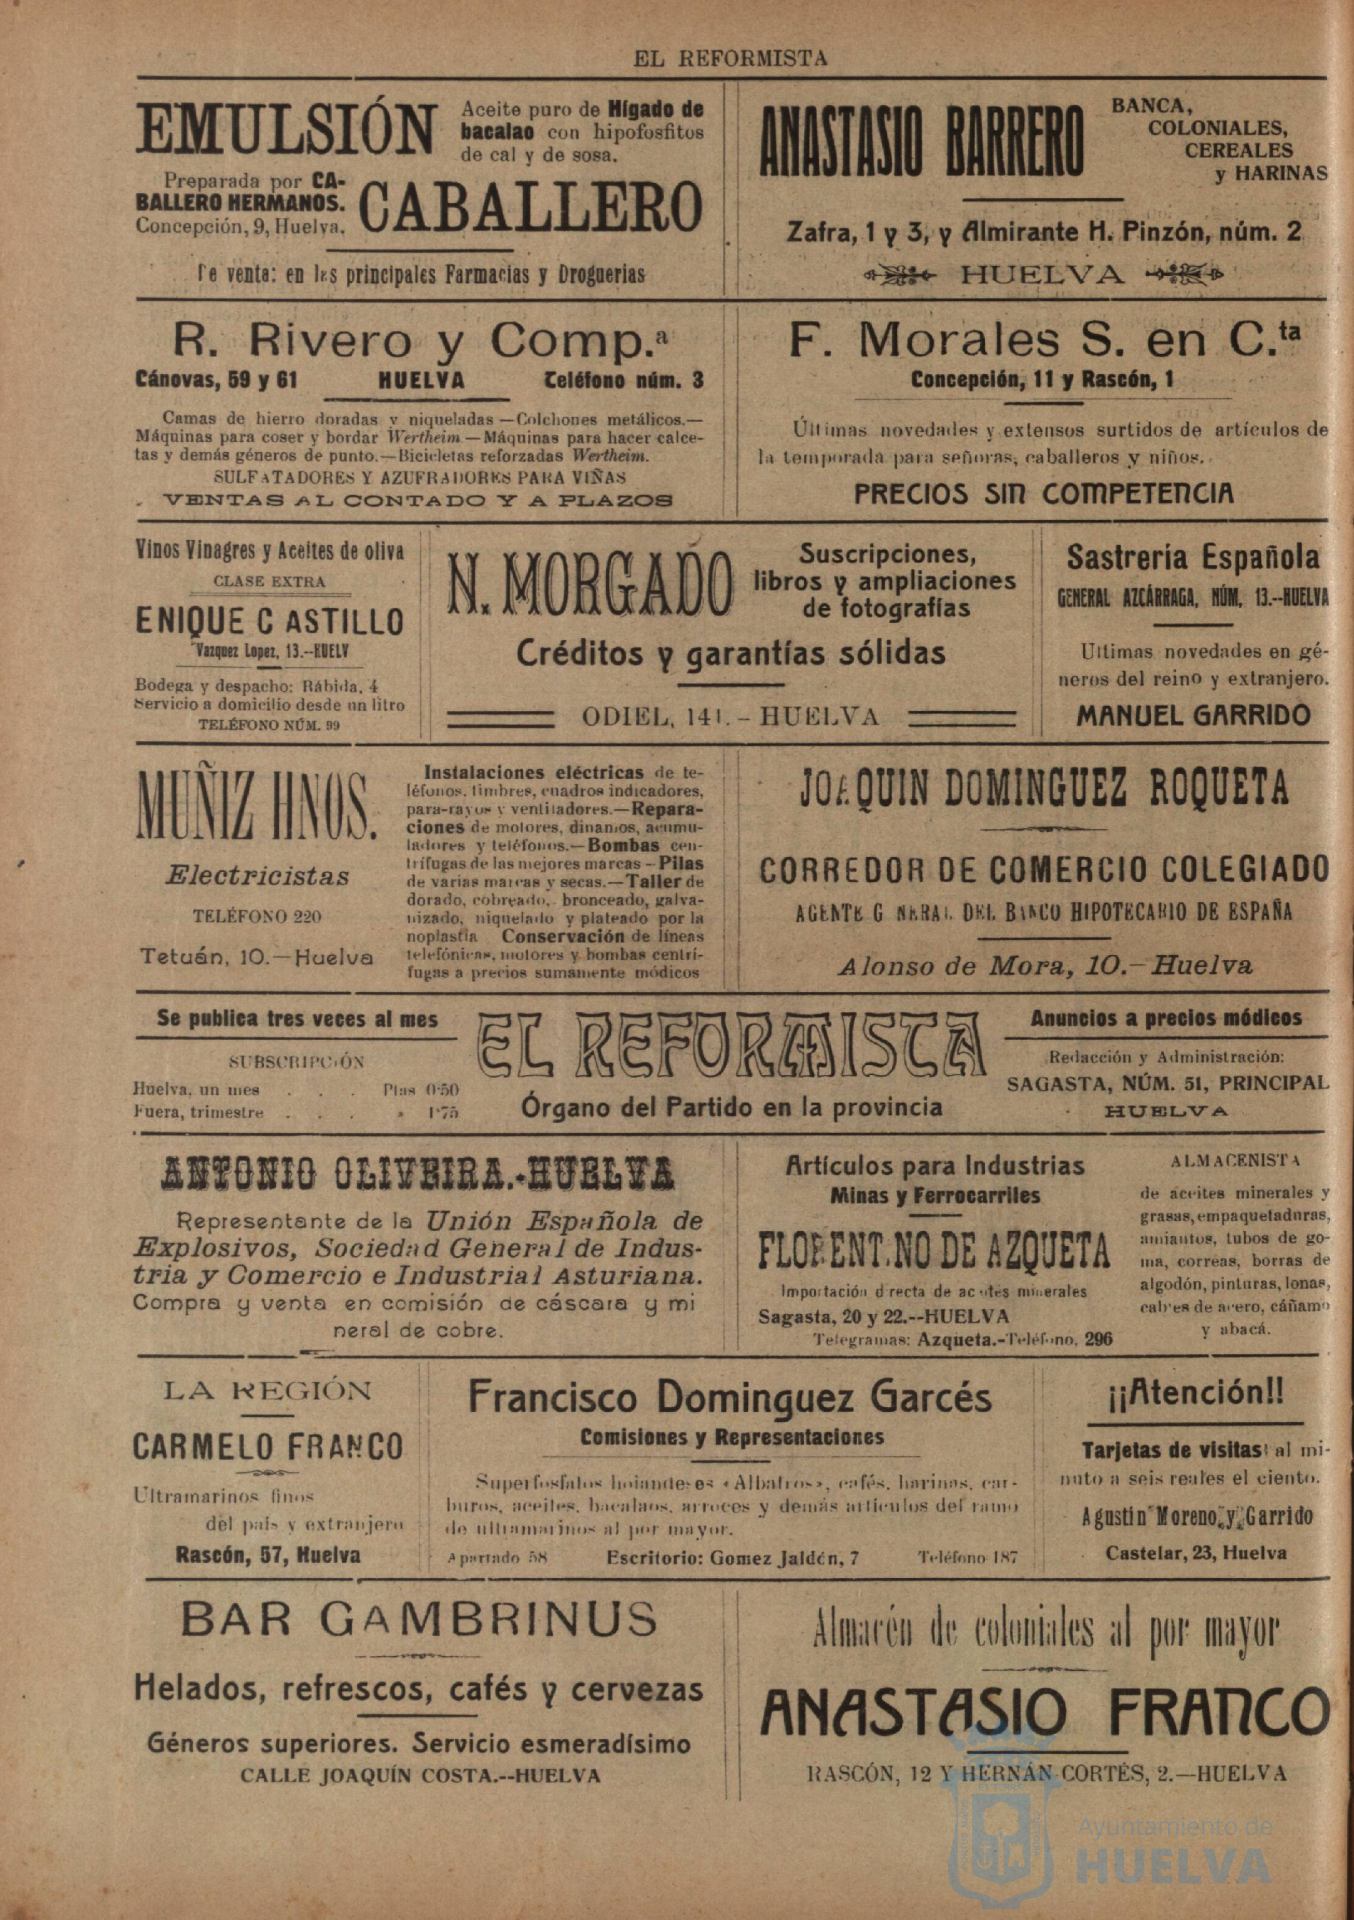 EL REFORMISTA
EMULSIÓN
Aceite puro de Hígado de
bacalao con hipofosfitos
de cal y de sosa.
Preparada por CA-
BALLERO HERMANOS.
Concepción, 9, Huelva.
CABALLERO
De venta: en las principales Farmacias y Droguerias
ANASTASIO BARRERO
BANCA,
COLONIALES,
CEREALES
y HARINAS
Zafra, 1 y 3, y Almirante H. Pinzón, núm. 2
HUELVA
R. Rivero y Comp.ª
Cánovas, 59 y 61 HUELVA Teléfono núm. 3
Camas de hierro doradas y niqueladas—Colchones metálicos.—
Máquinas para coser y bordar Wertheim.—Máquinas para hacer calce-
tas y demás géneros de punto.—Bicicletas reforzadas Wertheim.
SULFATADORES Y AZUFRADORES PARA VIÑAS
VENTAS AL CONTADO Y A PLAZOS
F. Morales S. en C.ta
Concepción, 11 y Rascón, 1
Últimas novedades y extensos surtidos de artículos de
la temporada para señoras, caballeros y niños.
PRECIOS SIN COMPETENCIA
Vinos Vinagres y Aceites de oliva
CLASE EXTRA
ENIQUE C ASTILLO
Vazquez Lopez, 13.--HUELV
Bodega y despacho: Rábida, 4
Servicio a domicilio desde un litro
TELÉFONO NÚM. 99
N. MORGADO
Suscripciones,
libros y ampliaciones
de fotografías
Créditos y garantías sólidas
ODIEL, 141.-HUELVA
Sastrería Española
GENERAL AZCÁRRAGA, NÚM, 13.--HUELVA
Ultimas novedades en gé-
neros del reino y extranjero.
MANUEL GARRIDO
MUÑIZ HNOS.
Electricistas
TELÉFONO 220
Tetuán, 10.—Huelva
Instalaciones eléctricas de te-
léfonos, timbres, cuadros indicadores,
para-rayos y ventiladores.—Repara-
ciones de motores, dinamos, acumu-
ladores y teléfonos.—Bombas cen-
trífugas de las mejores marcas-Pilas
de varias marcas y secas.—Taller de
dorado, cobreado, bronceado, galva-
nizado, niquelado y plateado por la
noplastia Conservación de líneas
telefónicas, motores y bombas centrí-
fugas a precios sumamente módicos
JOAQUIN DOMINGUEZ ROQUETA
CORREDOR DE COMERCIO COLEGIADO
AGENTE G NERAL DEL BANCO HIPOTECARIO DE ESPAÑA
Alonso de Mora, 10.—Huelva
Se publica tres veces al mes
SUBSCRIPCIÓN
Huelva, un mes . . . Ptas 0'50
Fuera, trimestre . . . » 1'75
EL REFORMISTA
Órgano del Partido en la provincia
Anuncios a precios módicos
Redacción y Administración:
SAGASTA, NÚM. 51, PRINCIPAL
HUELVA
ANTONIO OLIVEIRA.-HUELVA
Representante de la Unión Española de
Explosivos, Sociedad General de Indus-
tria y Comercio e Industrial Asturiana.
Compra y venta en comisión de cáscara y mi
neral de cobre.
Artículos para Industrias
Minas y Ferrocarriles
FLORENTINO DE AZQUETA
Importación directa de aceites minerales
Sagasta, 20 y 22.--HUELVA
Telegramas: Azqueta.-Teléfono, 296
ALMACENISTA
de aceites minerales y
grasas, empaquetaduras,
amiantos, tubos de go-
ma, correas, borras de
algodón, pinturas, lonas,
cables de acero, cáñamo
y abacá.
LA REGIÓN
CARMELO FRANCO
Ultramarinos finos
del país y extranjero
Rascón, 57, Huelva
Francisco Dominguez Garcés
Comisiones y Representaciones
Superfosfatos holandeses «Albatros», cafés, harinas, car-
buros, aceites, bacalaos, arroces y demás artículos del ramo
de ultramarinos al por mayor.
Apartado 58 Escritorio: Gomez Jaldón, 7 Teléfono 187
¡¡Atención!!
Tarjetas de visitas al mi-
nuto a seis reales el ciento.
Agustin Moreno y Garrido
Castelar, 23, Huelva
BAR GAMBRINUS
Helados, refrescos, cafés y cervezas
Géneros superiores. Servicio esmeradísimo
CALLE JOAQUÍN COSTA.--HUELVA
Almacén de coloniales al por mayor
ANASTASIO FRANCO
RASCÓN, 12 Y HERNÁN CORTÉS, 2.—HUELVA
Ayuntamiento de
HUELVA